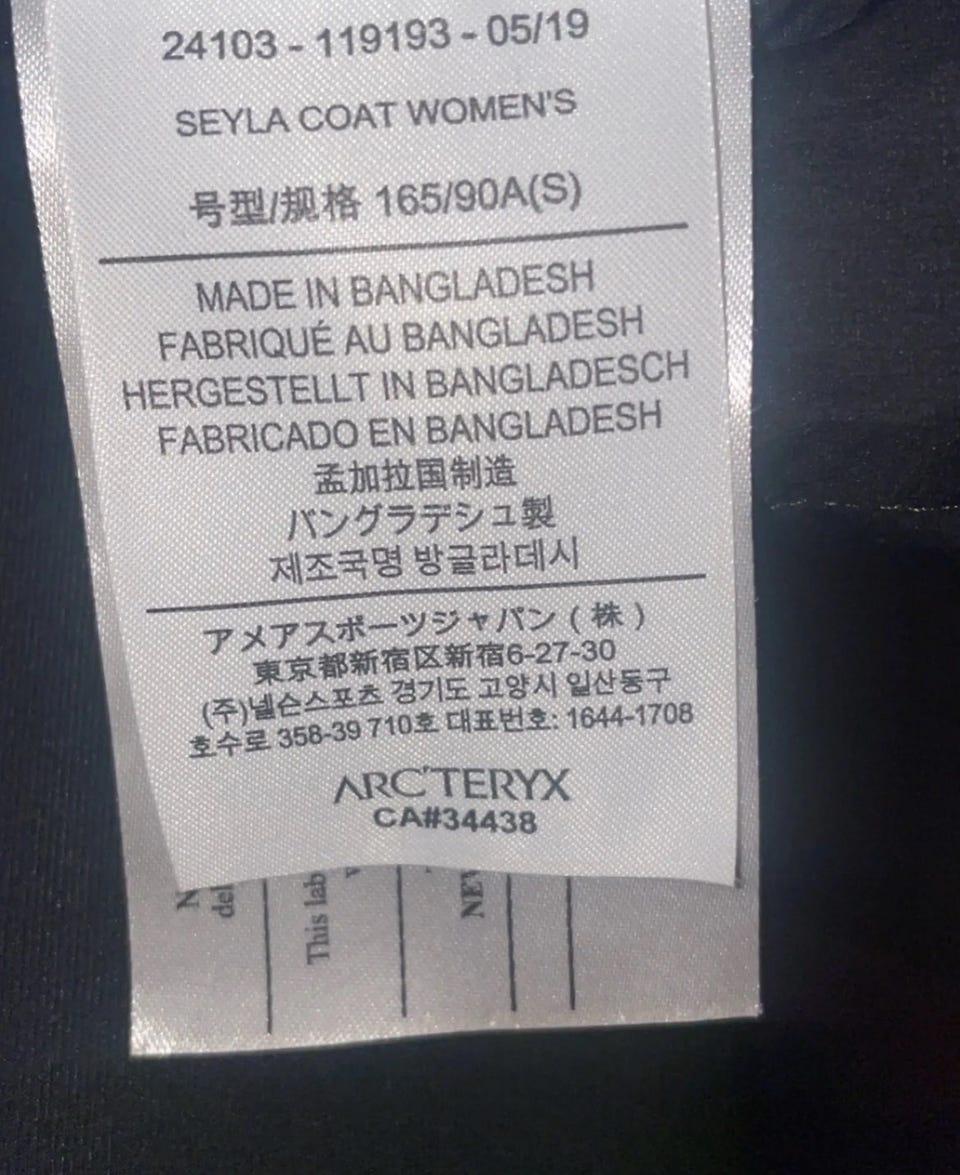 24103 - 119193 - 05/19
SEYLA COAT WOMEN'S
号型/规格 165/90A(S)
MADE IN BANGLADESH
FABRIQUÉ AU BANGLADESH
HERGESTELLT IN BANGLADESCH
FABRICADO EN BANGLADESH
孟加拉国制造
バングラデシュ製
제조국명 방글라데시
アメアスポーツジャパン ( 株 )
東京都新宿区新宿6-27-30
(주)넬슨스포츠 경기도 고양시 일산동구
호수로 358-39 710호 대표번호: 1644-1708
ARC'TERYX
CA#34438
del
This lab